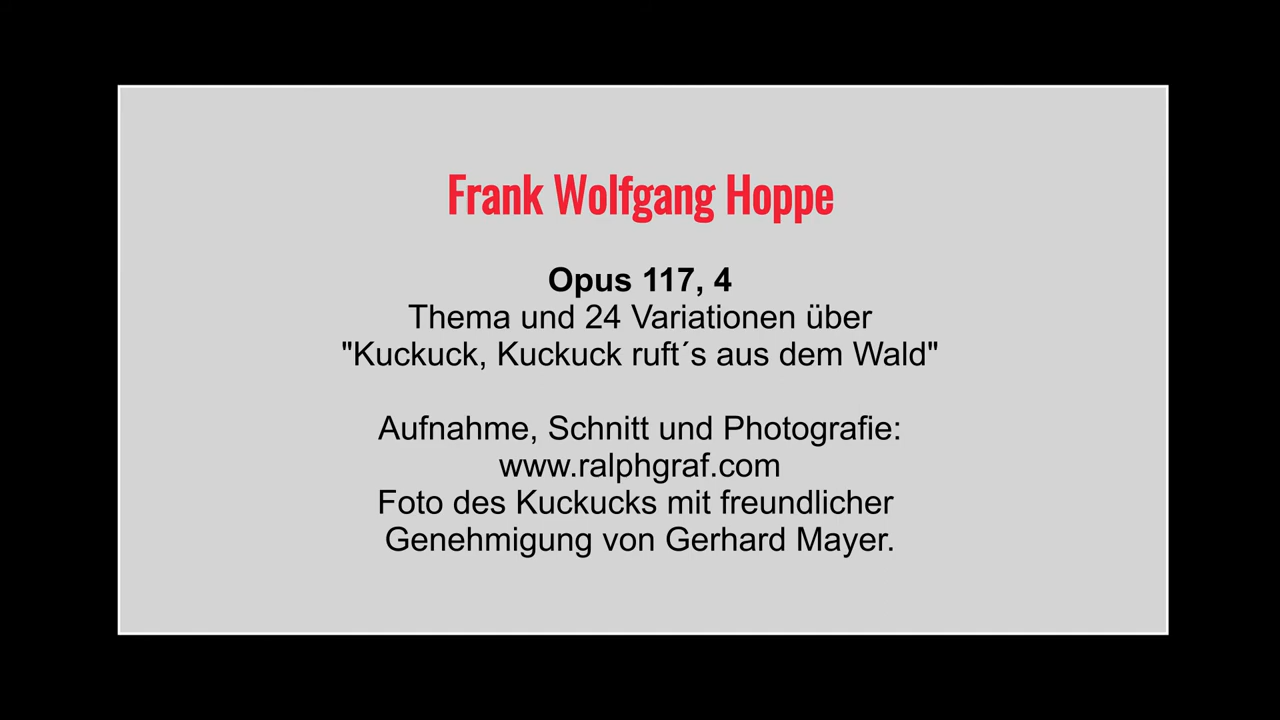 Frank Wolfgang Hoppe
Opus 117, 4
Thema und 24 Variationen über
"Kuckuck, Kuckuck ruft´s aus dem Wald"
Aufnahme, Schnitt und Photografie:
www.ralphgraf.com
Foto des Kuckucks mit freundlicher
Genehmigung von Gerhard Mayer.